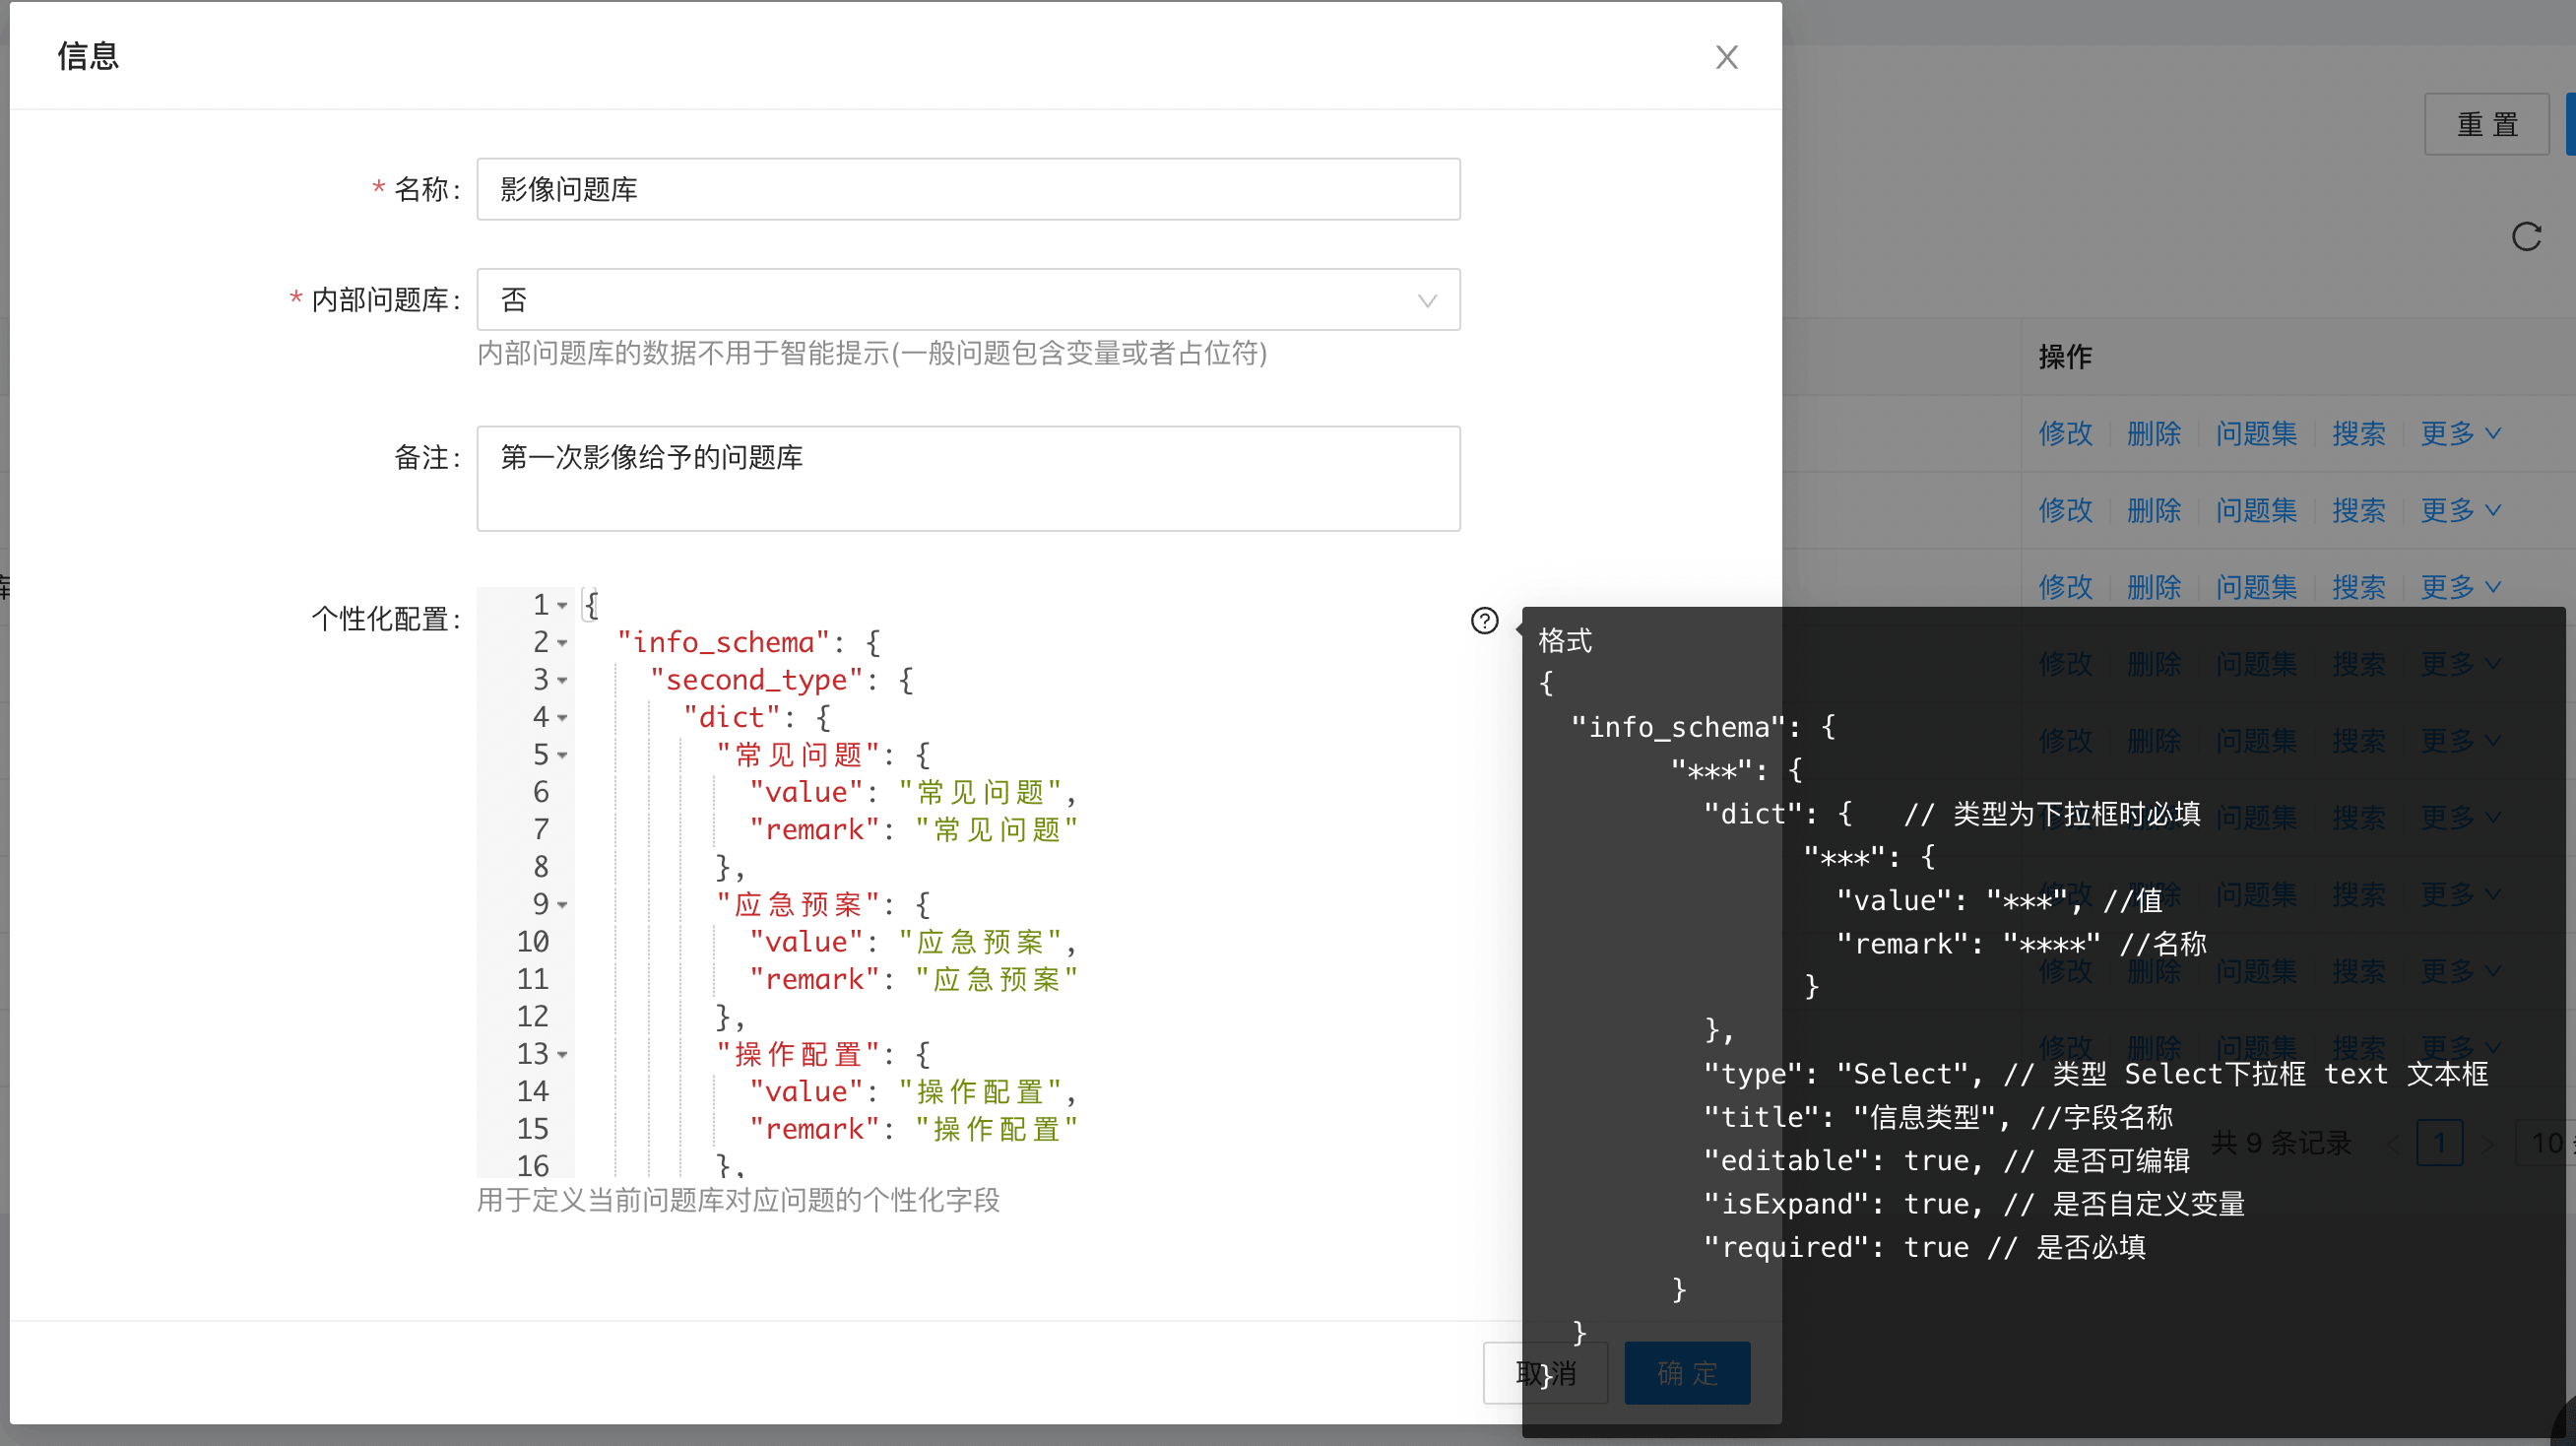 信息
重 置
* 名称:
影像问题库
* 内部问题库:
否
内部问题库的数据不用于智能提示(一般问题包含变量或者占位符)
备注:
第一次影像给予的问题库
个性化配置:
1 {
2 "info_schema": {
3 "second_type": {
4 "dict": {
5 "常见问题": {
6 "value": "常见问题",
7 "remark": "常见问题"
8 },
9 "应急预案": {
10 "value": "应急预案",
11 "remark": "应急预案"
12 },
13 "操作配置": {
14 "value": "操作配置",
15 "remark": "操作配置"
16 },
用于定义当前问题库对应问题的个性化字段
取 消
确 定
格式
{
"info_schema": {
"***": {
"dict": { // 类型为下拉框时必填
"***": {
"value": "***", //值
"remark": "****" //名称
}
},
"type": "Select", // 类型 Select下拉框 text 文本框
"title": "信息类型", //字段名称
"editable": true, // 是否可编辑
"isExpand": true, // 是否自定义变量
"required": true // 是否必填
}
}
}
操作
修改 删除 问题集 搜索 更多
修改 删除 问题集 搜索 更多
修改 删除 问题集 搜索 更多
修改 删除 问题集 搜索 更多
修改 删除 问题集 搜索 更多
修改 删除 问题集 搜索 更多
修改 删除 问题集 搜索 更多
修改 删除 问题集 搜索 更多
修改 删除 问题集 搜索 更多
共 9 条记录 < 1 > 10